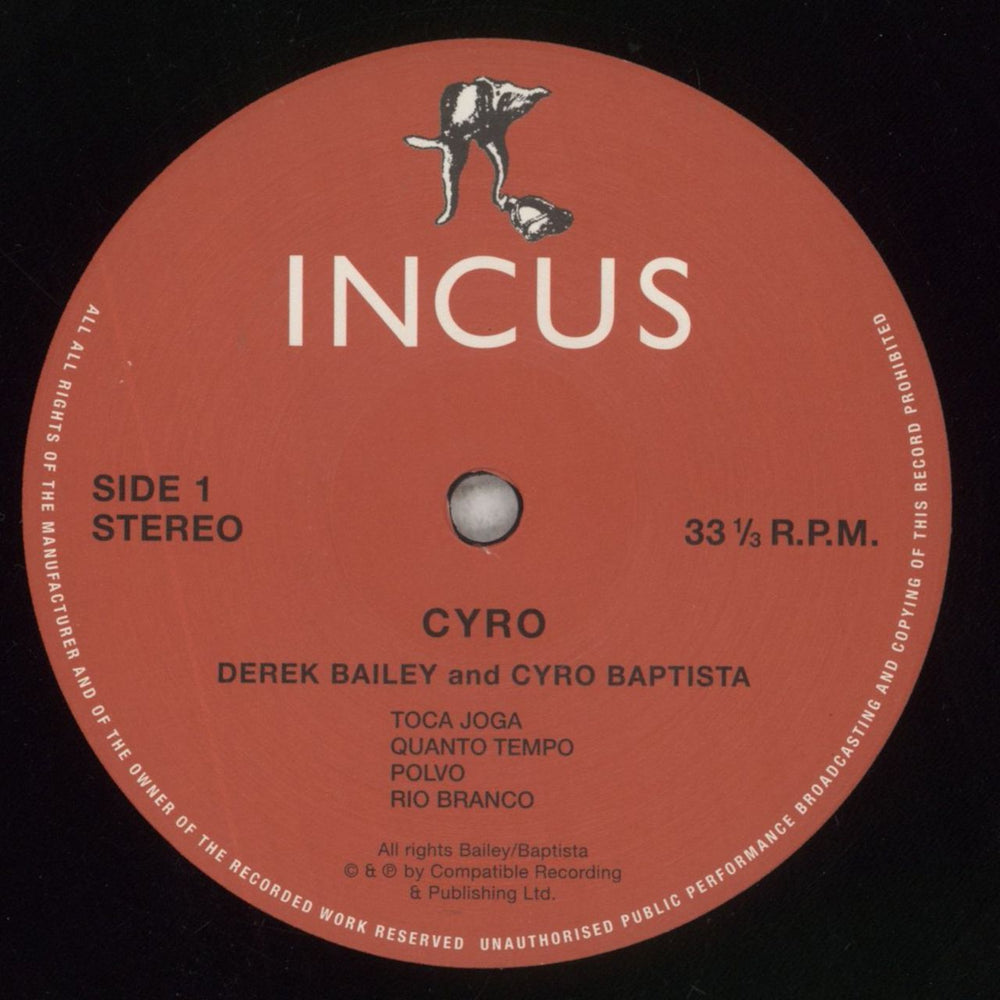 INCUS
SIDE 1
STEREO
33 ⅓ R.P.M.
CYRO
DEREK BAILEY and CYRO BAPTISTA
TOCA JOGA
QUANTO TEMPO
POLVO
RIO BRANCO
All rights Bailey/Baptista
© & ℗ by Compatible Recording
& Publishing Ltd.
ALL ALL RIGHTS OF THE MANUFACTURER AND OF THE OWNER OF THE RECORDED WORK RESERVED UNAUTHORISED PUBLIC PERFORMANCE BROADCASTING AND COPYING OF THIS RECORD PROHIBITED